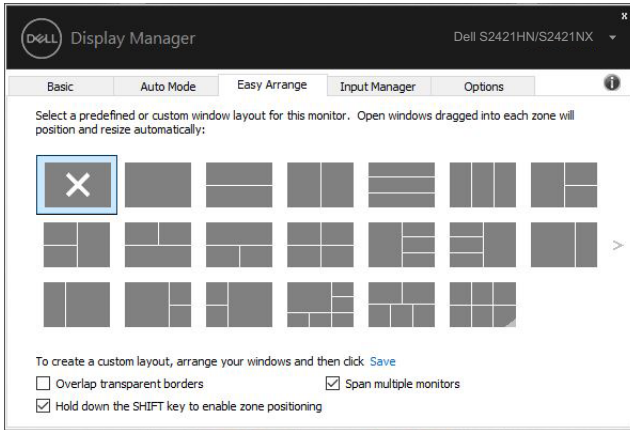 x
DELL Display Manager Dell S2421HN/S2421NX
Basic Auto Mode Easy Arrange Input Manager Options i
Select a predefined or custom window layout for this monitor. Open windows dragged into each zone will
position and resize automatically:
>
To create a custom layout, arrange your windows and then click Save
Overlap transparent borders Span multiple monitors
Hold down the SHIFT key to enable zone positioning